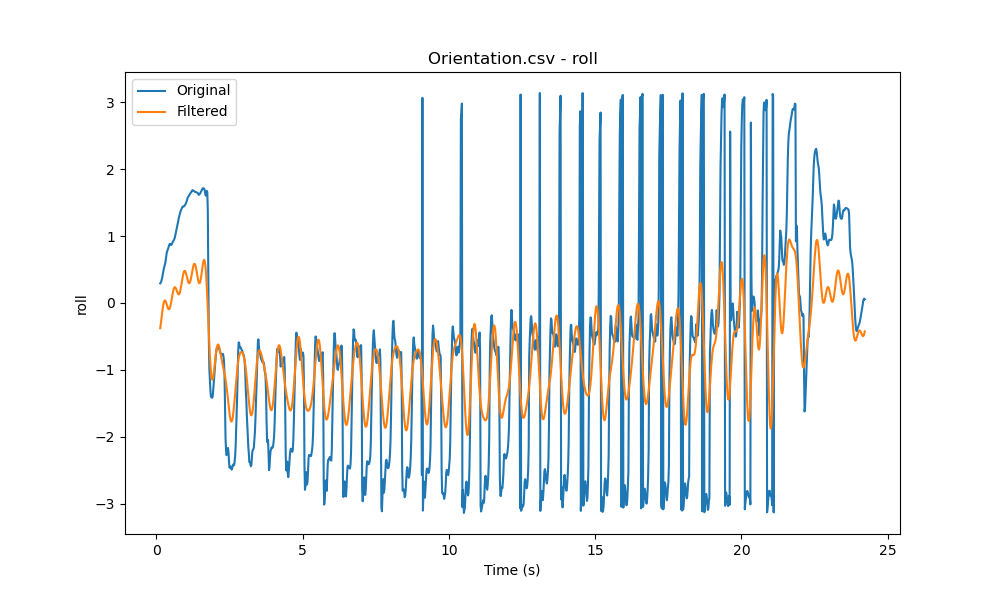 Orientation.csv - roll
Original
Filtered
3
2
1
0
−1
−2
−3
roll
0 5 10 15 20 25
Time (s)